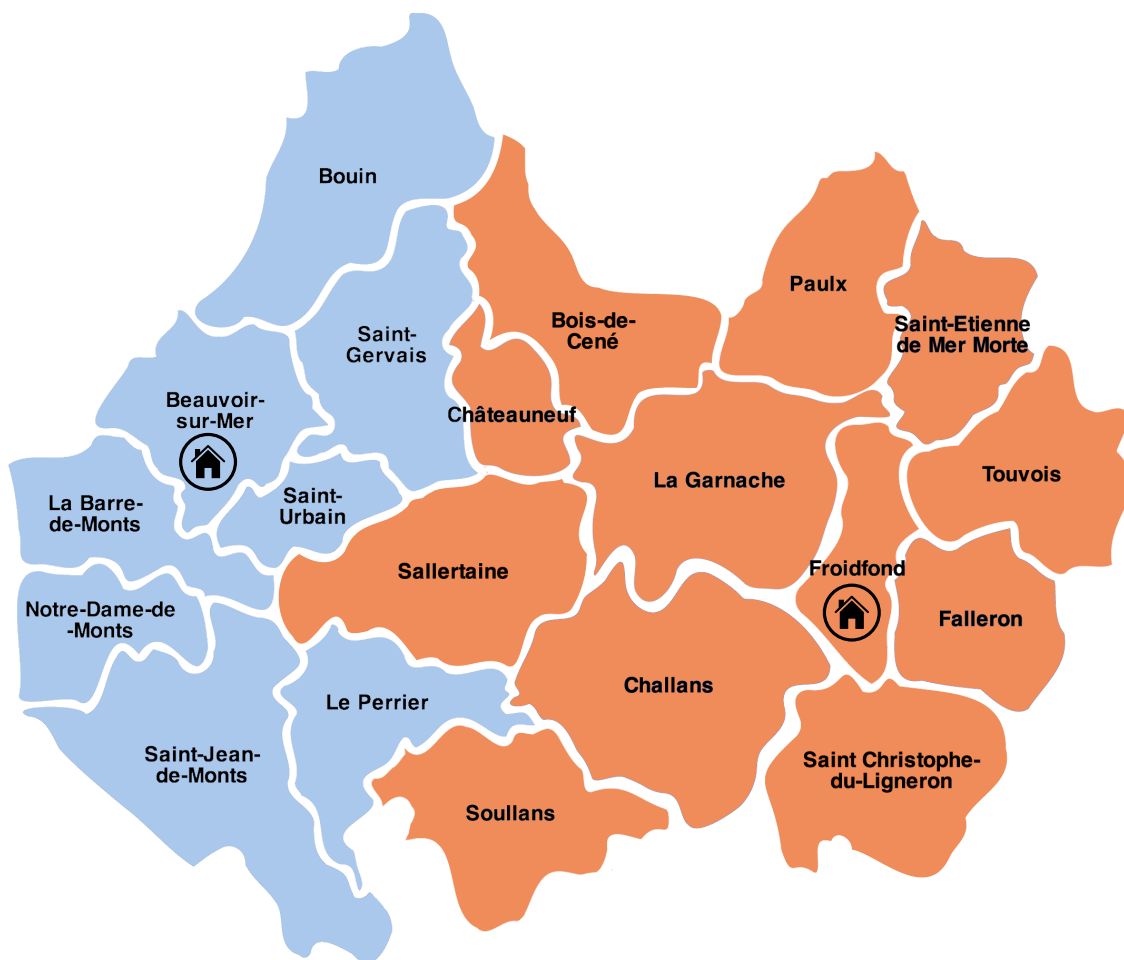 Bouin
Paulx
Bois-de-
Cené
Saint-Etienne
de Mer Morte
Saint-
Gervais
Beauvoir-
sur-Mer
Châteauneuf
La Garnache
Touvois
La Barre-
de-Monts
Saint-
Urbain
Sallertaine
Froidfond
Notre-Dame-de
-Monts
Falleron
Challans
Le Perrier
Saint-Jean-
de-Monts
Saint Christophe-
du-Ligneron
Soullans